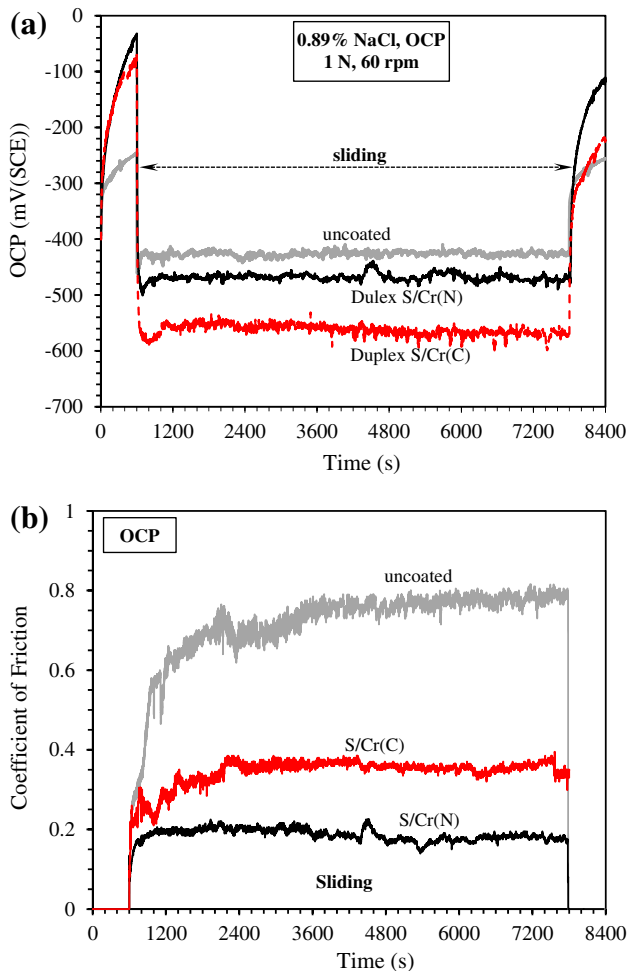 (a)
0
-100
-200
-300
-400
-500
-600
-700
OCP (mV(SCE))
0.89% NaCl, OCP
1 N, 60 rpm
sliding
uncoated
Dulex S/Cr(N)
Duplex S/Cr(C)
0 1200 2400 3600 4800 6000 7200 8400
Time (s)
(b)
1
0.8
0.6
0.4
0.2
0
Coefficient of Friction
OCP
uncoated
S/Cr(C)
S/Cr(N)
Sliding
0 1200 2400 3600 4800 6000 7200 8400
Time (s)